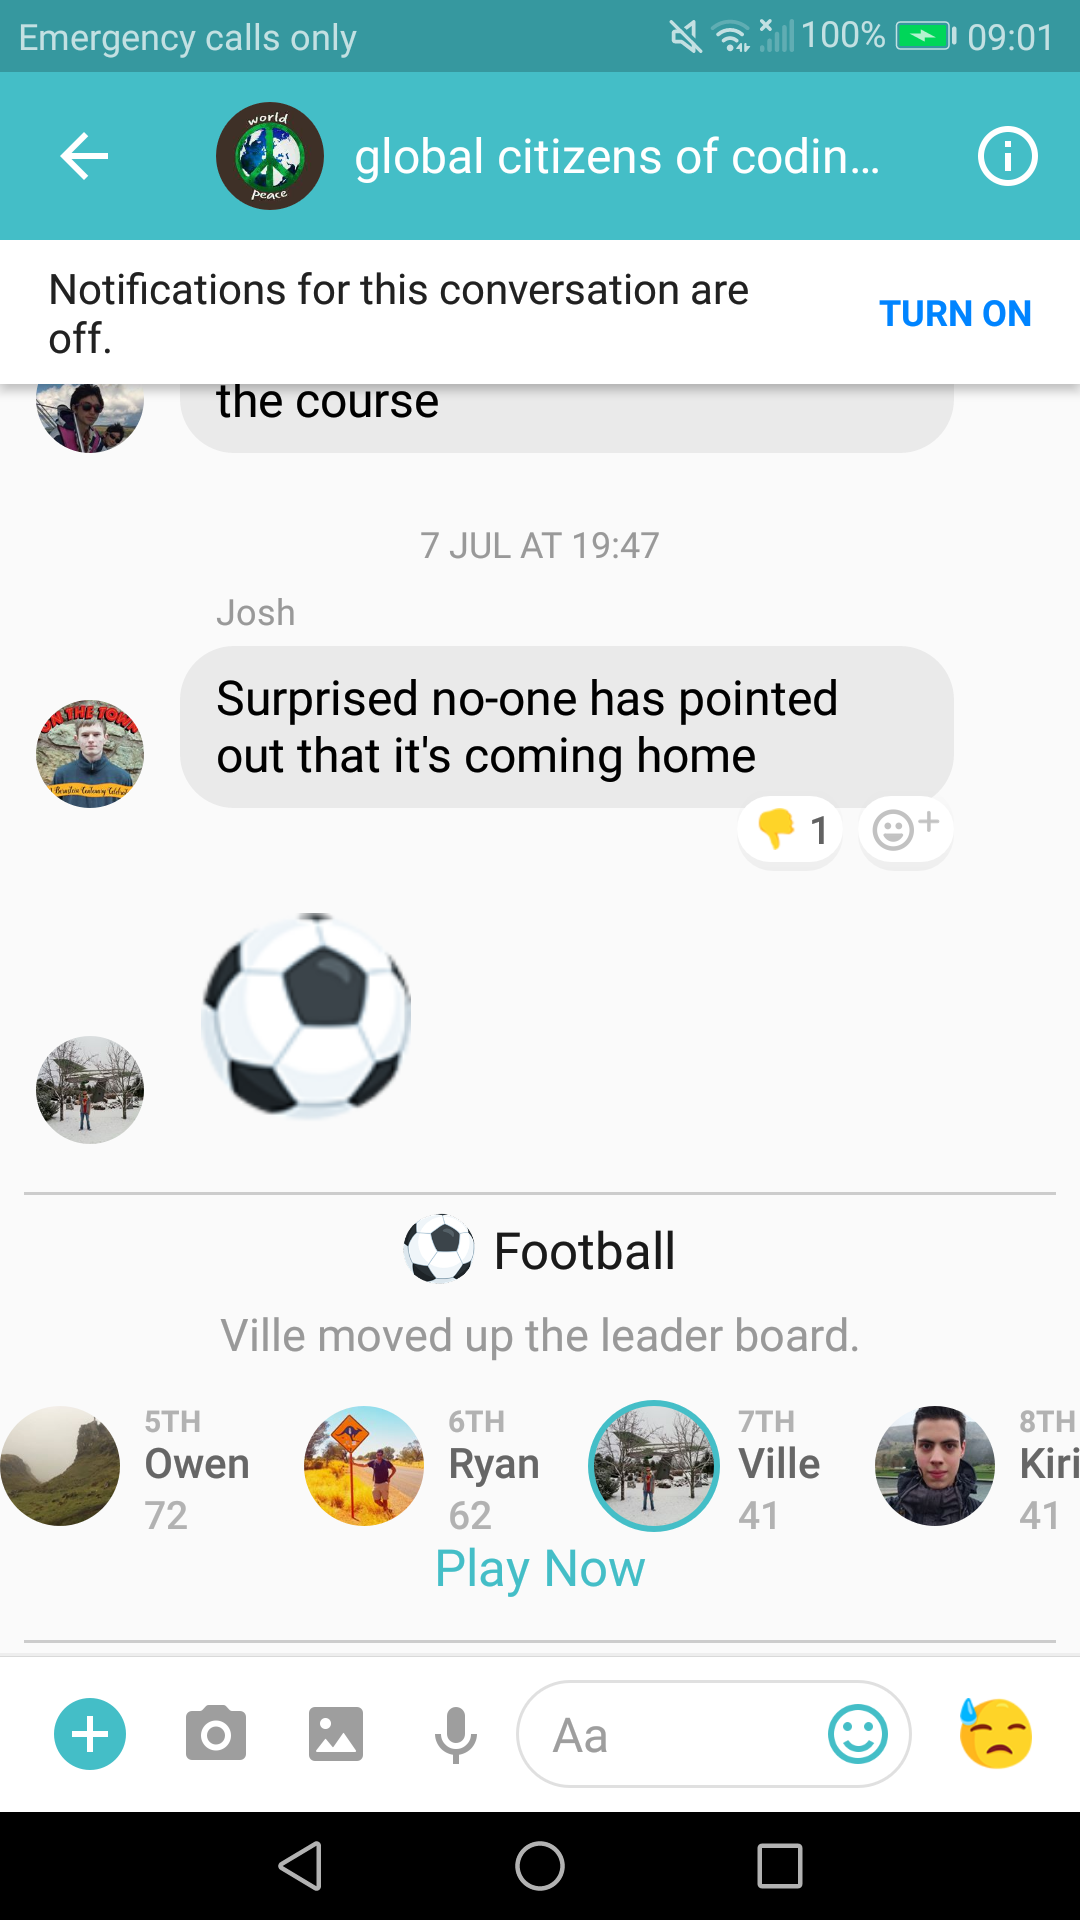 Emergency calls only
100%
09:01
world
peace
global citizens of codin...
Notifications for this conversation are
off.
TURN ON
the course
7 JUL AT 19:47
Josh
Surprised no-one has pointed
out that it's coming home
ON THE TOWN
1
Football
Ville moved up the leader board.
5TH
Owen
72
6TH
Ryan
62
7TH
Ville
41
8TH
Kiri
41
Play Now
Aa